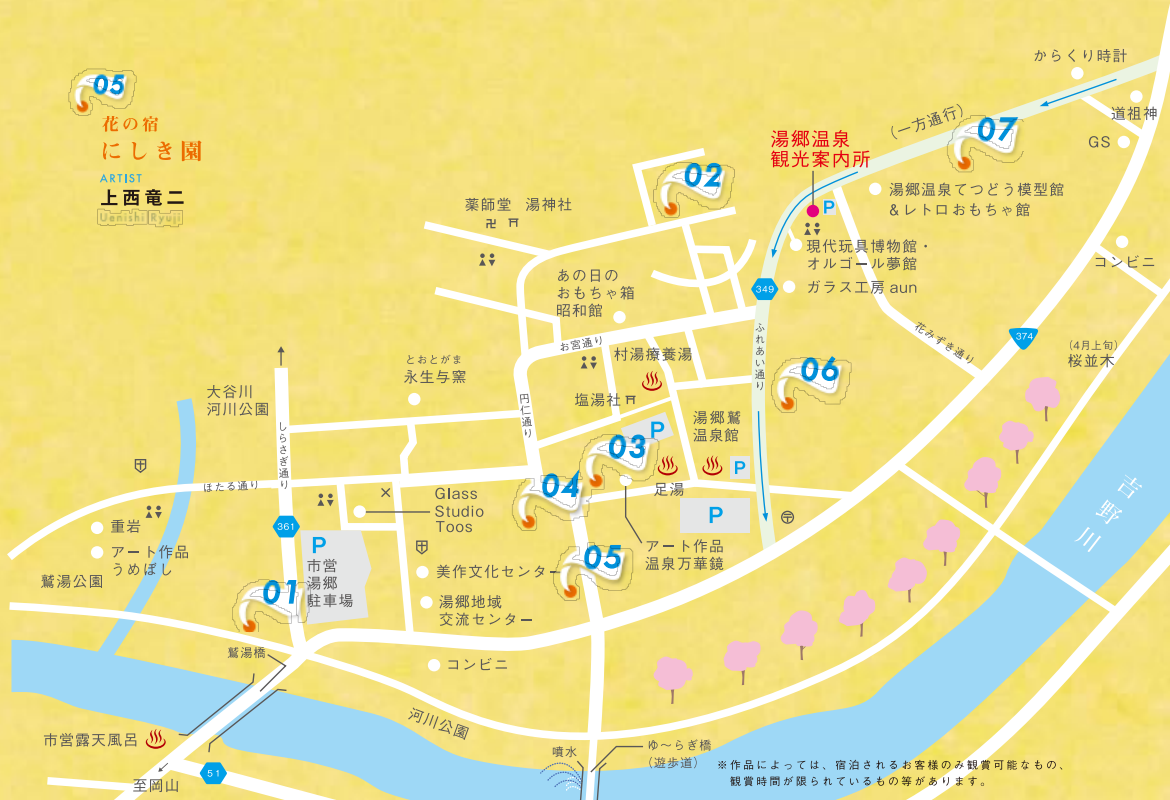 05
花の宿
にしき園
ARTIST
上西竜二
Uenishi Ryuji
からくり時計
道祖神
GS
(一方通行)
07
湯郷温泉
観光案内所
P
02
湯郷温泉てつどう模型館
&レトロおもちゃ館
薬師堂 湯神社
現代玩具博物館・
オルゴール夢館
コンビニ
あの日の
おもちゃ箱
昭和館
349
ガラス工房 aun
374
花みずき通り
(4月上旬)
桜並木
お宮通り
ふれあい通り
村湯療養湯
とおとがま
永生与窯
06
大谷川
河川公園
塩湯社
円仁通り
湯郷鷲
温泉館
P
しらさぎ通り
03
P
足湯
ほたる通り
04
Glass
Studio
Toos
P
吉野川
重岩
361
P
市営
湯郷
駐車場
アート作品
うめぼし
鷲湯公園
アート作品
温泉万華鏡
05
美作文化センター
01
湯郷地域
交流センター
鷲湯橋
コンビニ
河川公園
市営露天風呂
噴水
ゆ〜らぎ橋
(遊歩道)
51
至岡山
※作品によっては、宿泊されるお客様のみ観賞可能なもの、
観賞時間が限られているもの等があります。